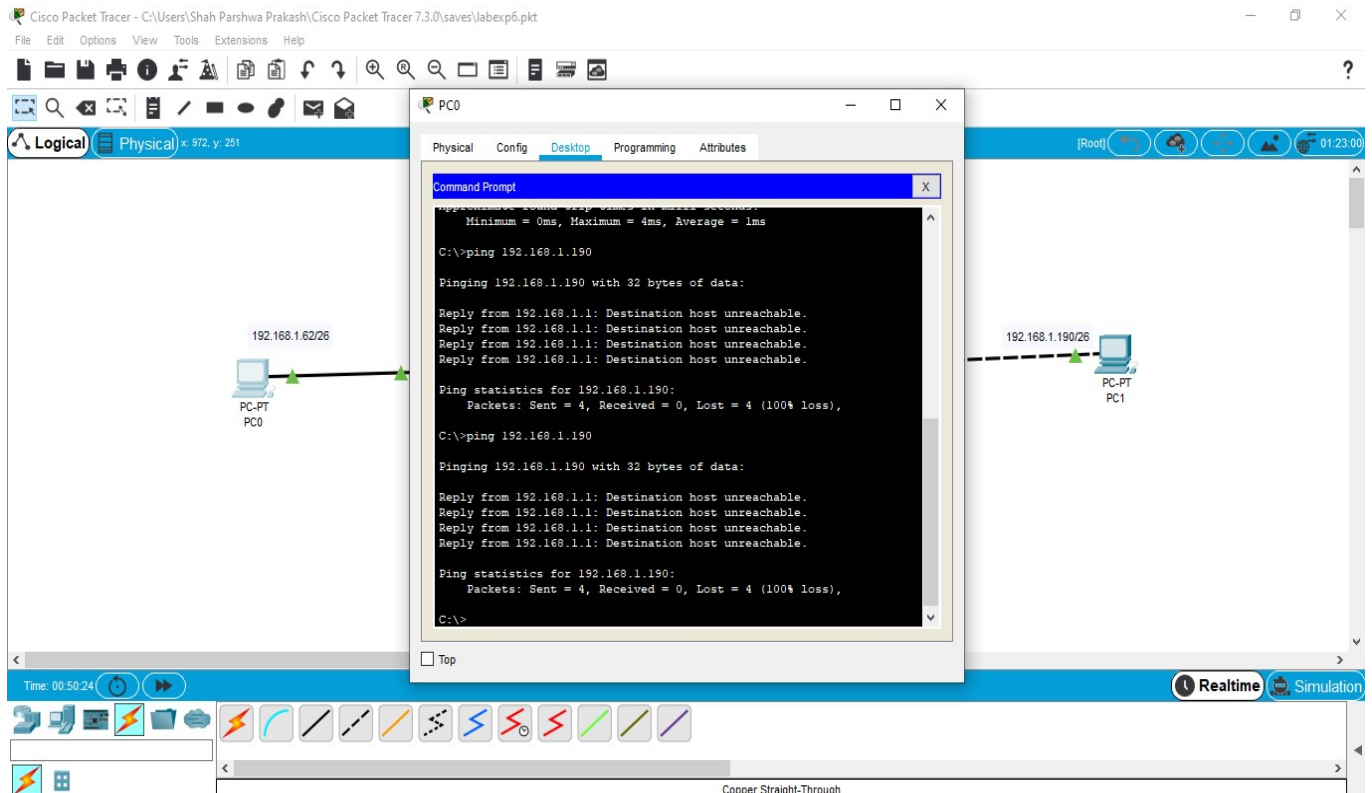 Cisco Packet Tracer - C:\Users\Shah Parshwa Prakash\Cisco Packet Tracer 7.3.0\saves\labexp6.pkt
File Edit Options View Tools Extensions Help
?
PC0
Logical Physical x: 972, y: 251
[Root] 01:23:00
Physical Config Desktop Programming Attributes
Command Prompt X
Approximate round trip times in milli-seconds:
Minimum = 0ms, Maximum = 4ms, Average = 1ms
C:\>ping 192.168.1.190
Pinging 192.168.1.190 with 32 bytes of data:
Reply from 192.168.1.1: Destination host unreachable.
Reply from 192.168.1.1: Destination host unreachable.
Reply from 192.168.1.1: Destination host unreachable.
Reply from 192.168.1.1: Destination host unreachable.
Ping statistics for 192.168.1.190:
Packets: Sent = 4, Received = 0, Lost = 4 (100% loss),
C:\>ping 192.168.1.190
Pinging 192.168.1.190 with 32 bytes of data:
Reply from 192.168.1.1: Destination host unreachable.
Reply from 192.168.1.1: Destination host unreachable.
Reply from 192.168.1.1: Destination host unreachable.
Reply from 192.168.1.1: Destination host unreachable.
Ping statistics for 192.168.1.190:
Packets: Sent = 4, Received = 0, Lost = 4 (100% loss),
C:\>
Top
192.168.1.62/26
PC-PT
PC0
192.168.1.190/26
PC-PT
PC1
Time: 00:50:24
Realtime Simulation
Copper Straight-Through